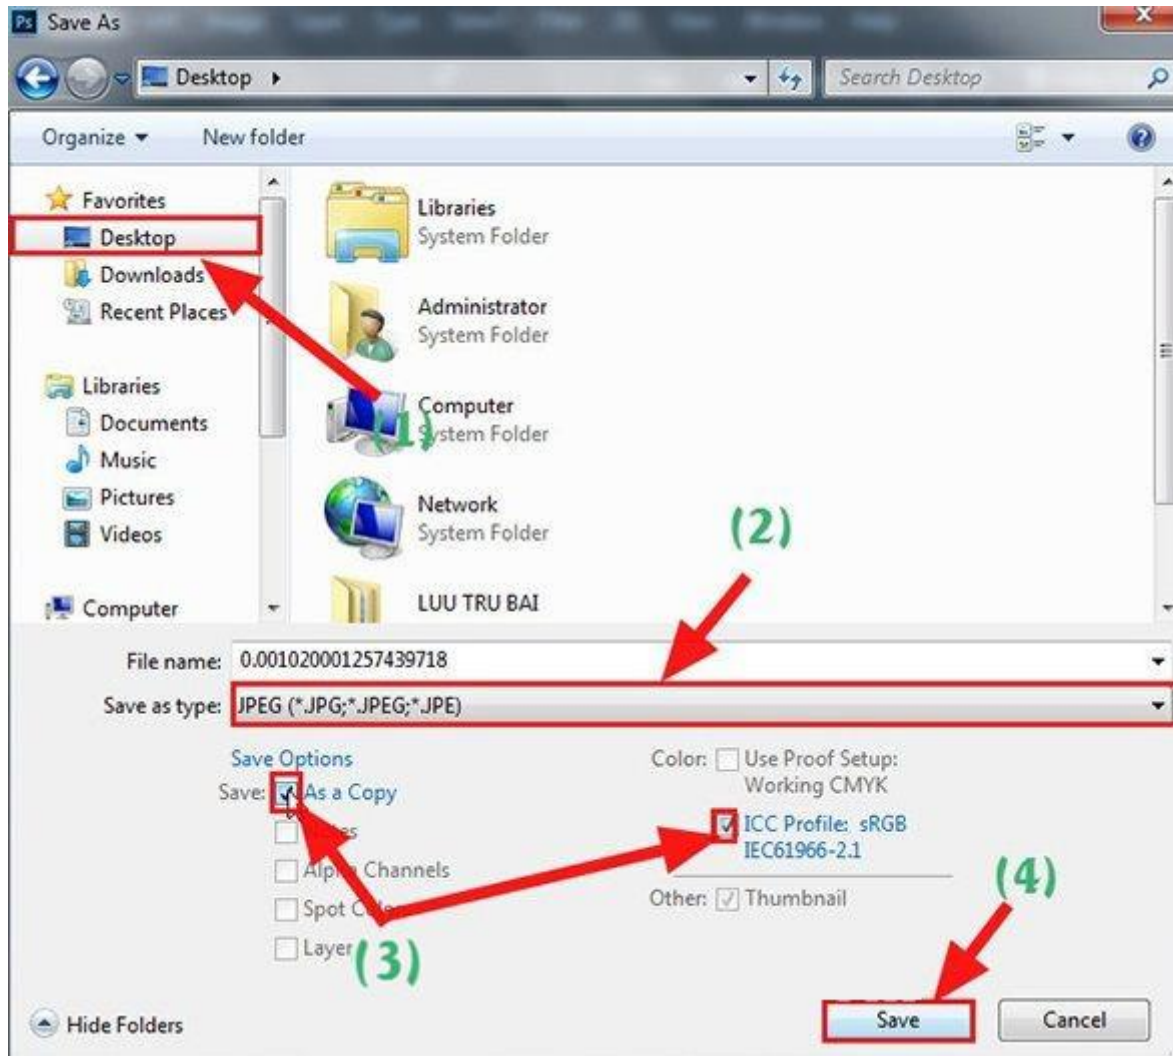 Ps Save As
Desktop
Search Desktop
Organize
New folder
Favorites
Desktop
Downloads
Recent Places
Libraries
Documents
Music
Pictures
Videos
Computer
Libraries
System Folder
Administrator
System Folder
Computer
System Folder
(1)
Network
System Folder
LUU TRU BAI
(2)
File name: 0.001020001257439718
Save as type: JPEG (*.JPG;*.JPEG;*.JPE)
Save Options
Save: As a Copy
Alpha Channels
Spot
Layer
(3)
Color: Use Proof Setup:
Working CMYK
ICC Profile: sRGB
IEC61966-2.1
Other: Thumbnail
(4)
Hide Folders
Save
Cancel